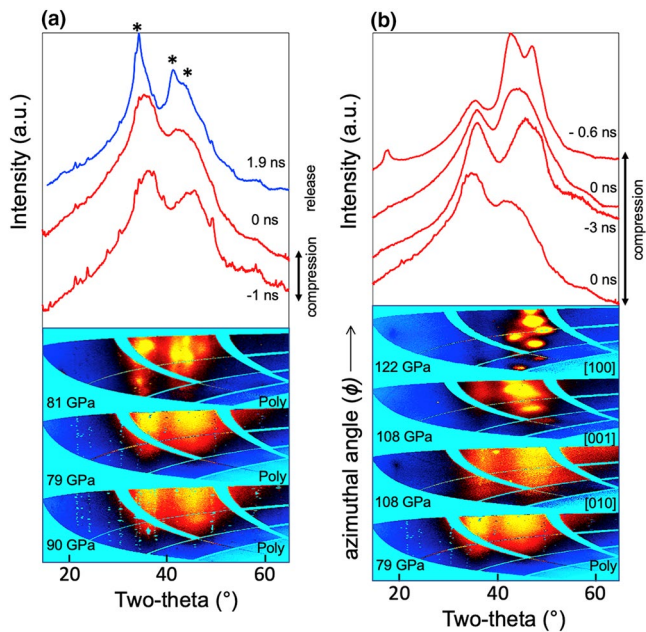 (a)
Intensity (a.u.)
*
*
*
1.9 ns
0 ns
-1 ns
release
compression
81 GPa
Poly
79 GPa
Poly
90 GPa
Poly
20
40
60
Two-theta (°)
(b)
Intensity (a.u.)
- 0.6 ns
0 ns
-3 ns
0 ns
compression
azimuthal angle (ϕ)
122 GPa
[100]
108 GPa
[001]
108 GPa
[010]
79 GPa
Poly
20
40
60
Two-theta (°)